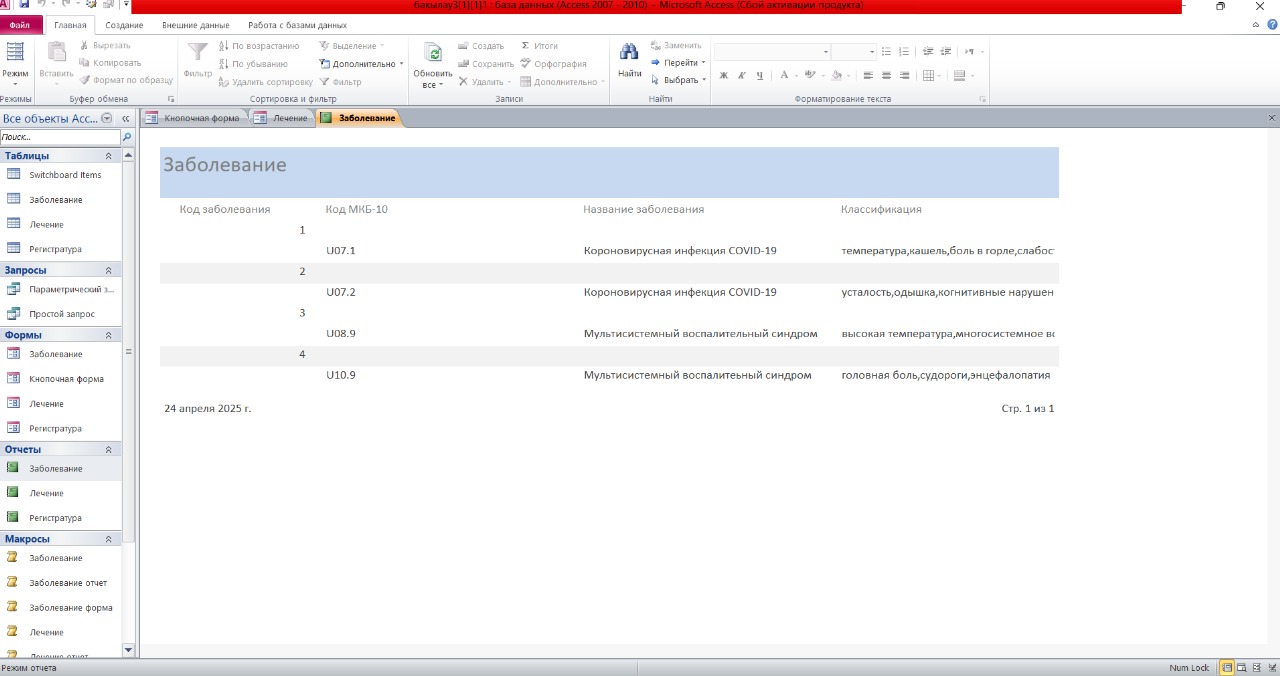 бакылау3[1][1]1 : база данных (Access 2007 - 2010) - Microsoft Access (Сбой активации продукта)
Файл Главная Создание Внешние данные Работа с базами данных
Режим
Режимы
Вставить
Вырезать
Копировать
Формат по образцу
Буфер обмена
Фильтр
По возрастанию
По убыванию
Удалить сортировку
Выделение
Дополнительно
Фильтр
Сортировка и фильтр
Обновить
все
Создать
Сохранить
Удалить
Итоги
Орфография
Дополнительно
Записи
Найти
Заменить
Перейти
Выбрать
Найти
Ж К Ч
А
Форматирование текста
Все объекты Acc...
Поиск...
Таблицы
Switchboard Items
Заболевание
Лечение
Регистратура
Запросы
Параметрический з...
Простой запрос
Формы
Заболевание
Кнопочная форма
Лечение
Регистратура
Отчеты
Заболевание
Лечение
Регистратура
Макросы
Заболевание
Заболевание отчет
Заболевание форма
Лечение
Лечение отчет
Кнопочная форма Лечение Заболевание
Заболевание
Код заболевания Код МКБ-10 Название заболевания Классификация
1
U07.1 Короновирусная инфекция COVID-19 температура,кашель,боль в горле,слабост
2
U07.2 Короновирусная инфекция COVID-19 усталость,одышка,когнитивные нарушен
3
U08.9 Мультисистемный воспалительный синдром высокая температура,многосистемное во
4
U10.9 Мультисистемный воспалитеьный синдром головная боль,судороги,энцефалопатия
24 апреля 2025 г. Стр. 1 из 1
Режим отчета Num Lock